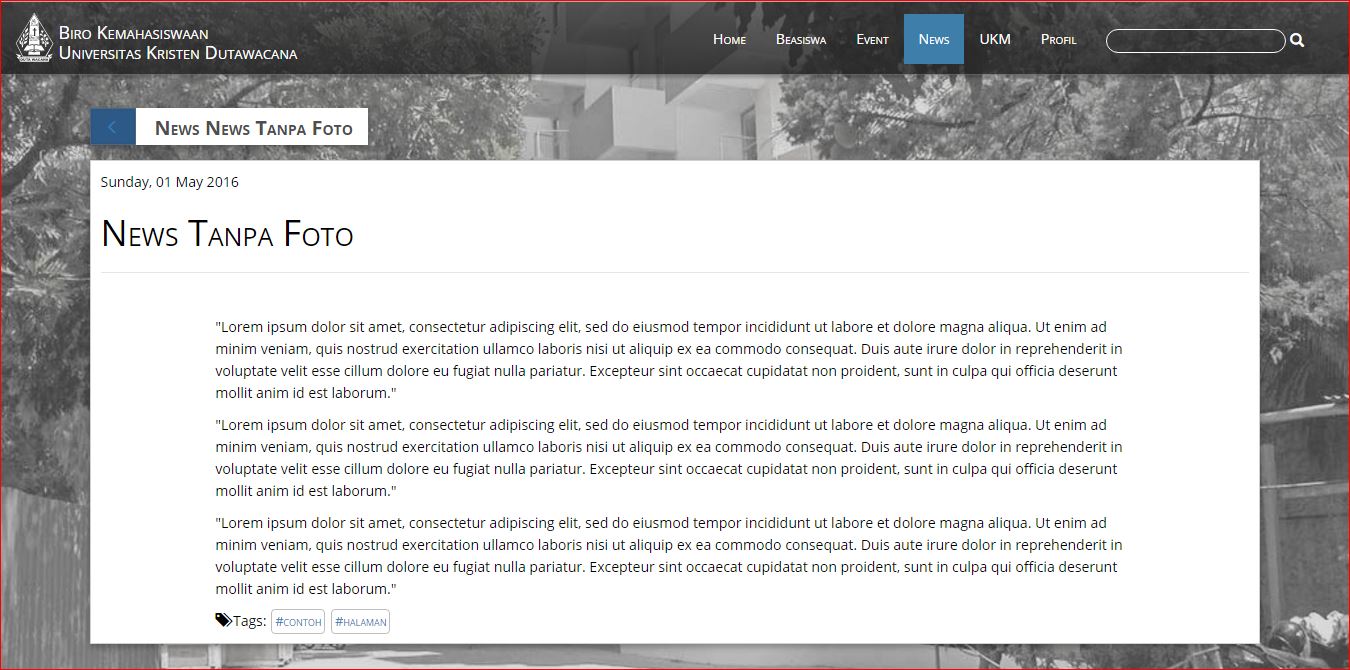 Biro Kemahasiswaan
Universitas Kristen Dutawacana
Home Beasiswa Event News UKM Profil
News News Tanpa Foto
Sunday, 01 May 2016
News Tanpa Foto
"Lorem ipsum dolor sit amet, consectetur adipiscing elit, sed do eiusmod tempor incididunt ut labore et dolore magna aliqua. Ut enim ad
minim veniam, quis nostrud exercitation ullamco laboris nisi ut aliquip ex ea commodo consequat. Duis aute irure dolor in reprehenderit in
voluptate velit esse cillum dolore eu fugiat nulla pariatur. Excepteur sint occaecat cupidatat non proident, sunt in culpa qui officia deserunt
mollit anim id est laborum."
"Lorem ipsum dolor sit amet, consectetur adipiscing elit, sed do eiusmod tempor incididunt ut labore et dolore magna aliqua. Ut enim ad
minim veniam, quis nostrud exercitation ullamco laboris nisi ut aliquip ex ea commodo consequat. Duis aute irure dolor in reprehenderit in
voluptate velit esse cillum dolore eu fugiat nulla pariatur. Excepteur sint occaecat cupidatat non proident, sunt in culpa qui officia deserunt
mollit anim id est laborum."
"Lorem ipsum dolor sit amet, consectetur adipiscing elit, sed do eiusmod tempor incididunt ut labore et dolore magna aliqua. Ut enim ad
minim veniam, quis nostrud exercitation ullamco laboris nisi ut aliquip ex ea commodo consequat. Duis aute irure dolor in reprehenderit in
voluptate velit esse cillum dolore eu fugiat nulla pariatur. Excepteur sint occaecat cupidatat non proident, sunt in culpa qui officia deserunt
mollit anim id est laborum."
Tags: #contoh #halaman